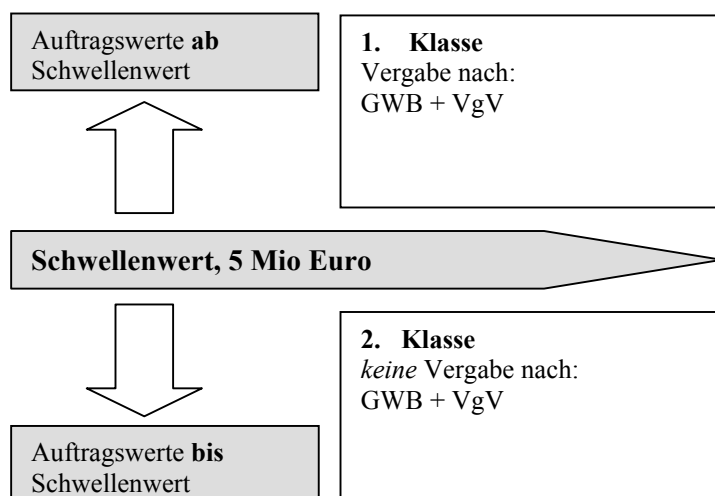 Auftragswerte ab
Schwellenwert
1. Klasse
Vergabe nach:
GWB + VgV
Schwellenwert, 5 Mio Euro
2. Klasse
keine Vergabe nach:
GWB + VgV
Auftragswerte bis
Schwellenwert